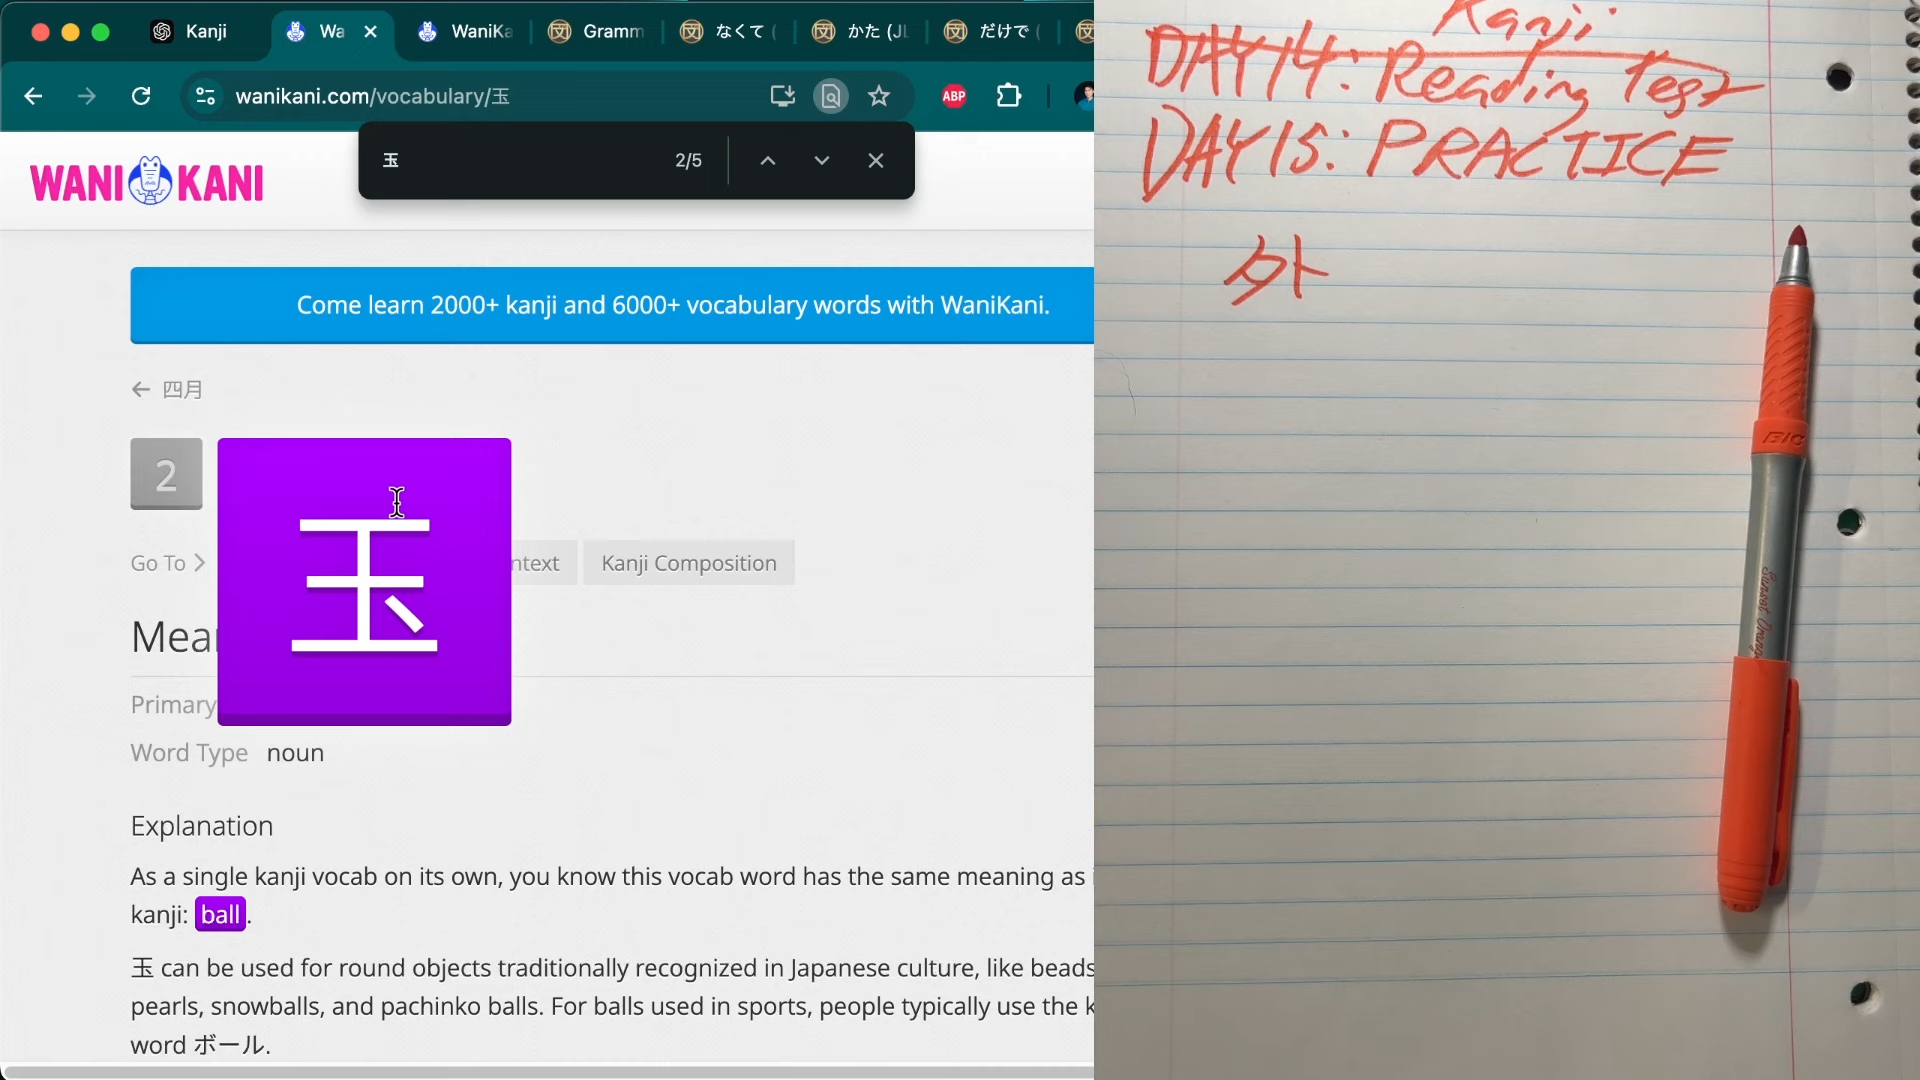 Kanji
Wa
WaniKa
Gramm
なくて (
かた (JL
だけで (
wanikani.com/vocabulary/玉
ABP
玉
2/5
WANI KANI
Come learn 2000+ kanji and 6000+ vocabulary words with WaniKani.
← 四月
2
玉
Go To
ntext
Kanji Composition
Mea
Primary
Word Type noun
Explanation
As a single kanji vocab on its own, you know this vocab word has the same meaning as
kanji: ball.
玉 can be used for round objects traditionally recognized in Japanese culture, like beads
pearls, snowballs, and pachinko balls. For balls used in sports, people typically use the k
word ボール.
Kanji
DAY 14: Reading Test
DAY 15: PRACTICE
外
BIC
Sunset Orange